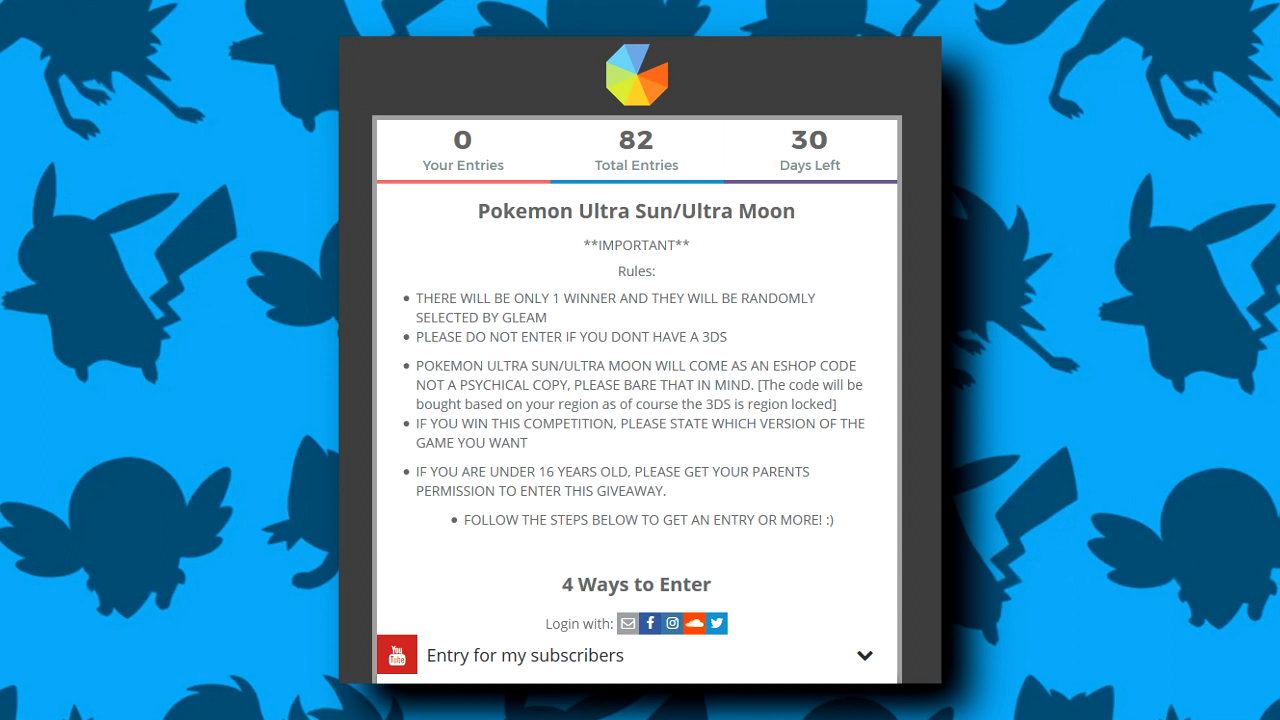 0
Your Entries
82
Total Entries
30
Days Left
Pokemon Ultra Sun/Ultra Moon
**IMPORTANT**
Rules:
• THERE WILL BE ONLY 1 WINNER AND THEY WILL BE RANDOMLY
SELECTED BY GLEAM
• PLEASE DO NOT ENTER IF YOU DONT HAVE A 3DS
• POKEMON ULTRA SUN/ULTRA MOON WILL COME AS AN ESHOP CODE
NOT A PSYCHICAL COPY, PLEASE BARE THAT IN MIND. [The code will be
bought based on your region as of course the 3DS is region locked]
• IF YOU WIN THIS COMPETITION, PLEASE STATE WHICH VERSION OF THE
GAME YOU WANT
• IF YOU ARE UNDER 16 YEARS OLD, PLEASE GET YOUR PARENTS
PERMISSION TO ENTER THIS GIVEAWAY.
• FOLLOW THE STEPS BELOW TO GET AN ENTRY OR MORE! :)
4 Ways to Enter
Login with:
You
Tube
Entry for my subscribers